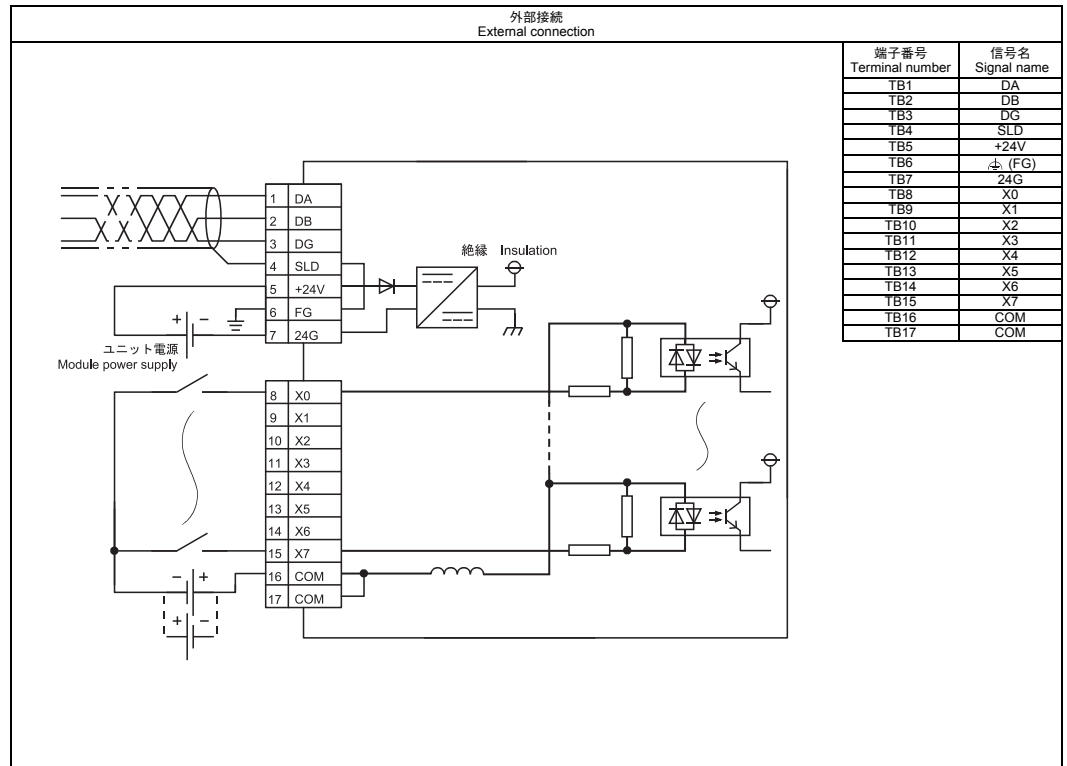 外部接続
External connection
端子番号 信号名
Terminal number Signal name
TB1 DA
TB2 DB
TB3 DG
TB4 SLD
TB5 +24V
TB6 (FG)
TB7 24G
TB8 X0
TB9 X1
TB10 X2
TB11 X3
TB12 X4
TB13 X5
TB14 X6
TB15 X7
TB16 COM
TB17 COM
1 DA
2 DB
3 DG
4 SLD
5 +24V
6 FG
7 24G
絶縁 Insulation
+ −
ユニット電源
Module power supply
8 X0
9 X1
10 X2
11 X3
12 X4
13 X5
14 X6
15 X7
16 COM
17 COM
− +
+ −